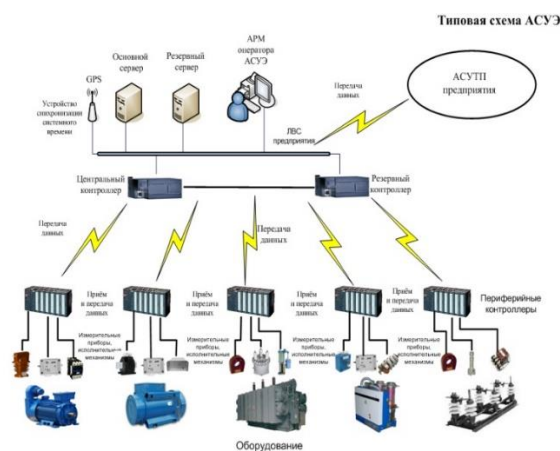 Типовая схема АСУЭ
АРМ
оператора
АСУЭ
Основной
сервер
Резервный
сервер
GPS
Устройство
синхронизации
системного
времени
Передача
данных
АСУТП
предприятия
ЛВС
предприятия
Центральный
контроллер
Резервный
контроллер
Передача
данных
Передача
данных
Приём
и передача
данных
Приём
и передача
данных
Приём
и передача
данных
Приём
и передача
данных
Периферийные
контроллеры
Измерительные
приборы,
исполнительные
механизмы
Измерительные
приборы,
исполнительные
механизмы
Измерительные
приборы,
исполнительные
механизмы
Измерительные
приборы,
исполнительные
механизмы
Оборудование